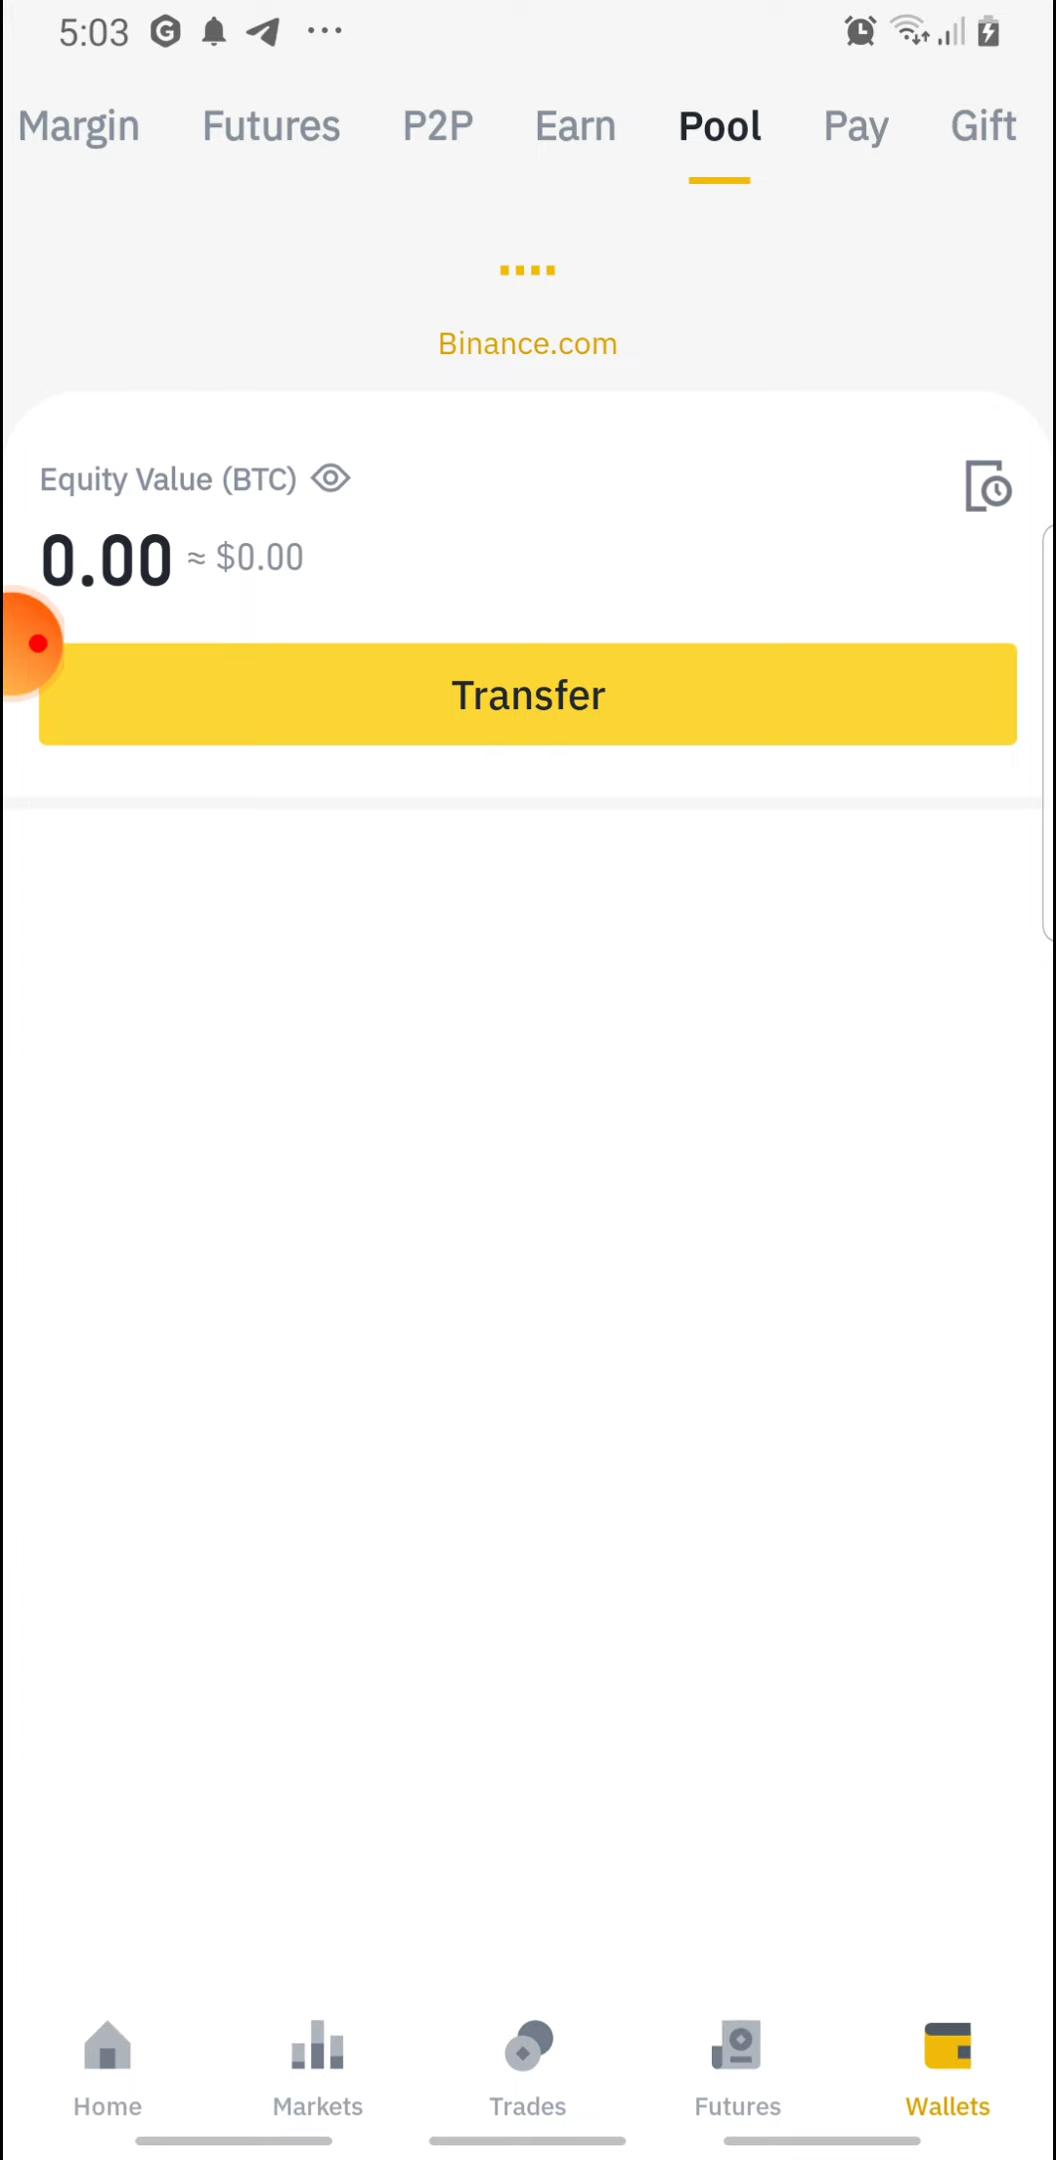 5:03
Margin Futures P2P Earn Pool Pay Gift
Binance.com
Equity Value (BTC)
0.00 ≈ $0.00
Transfer
Home Markets Trades Futures Wallets